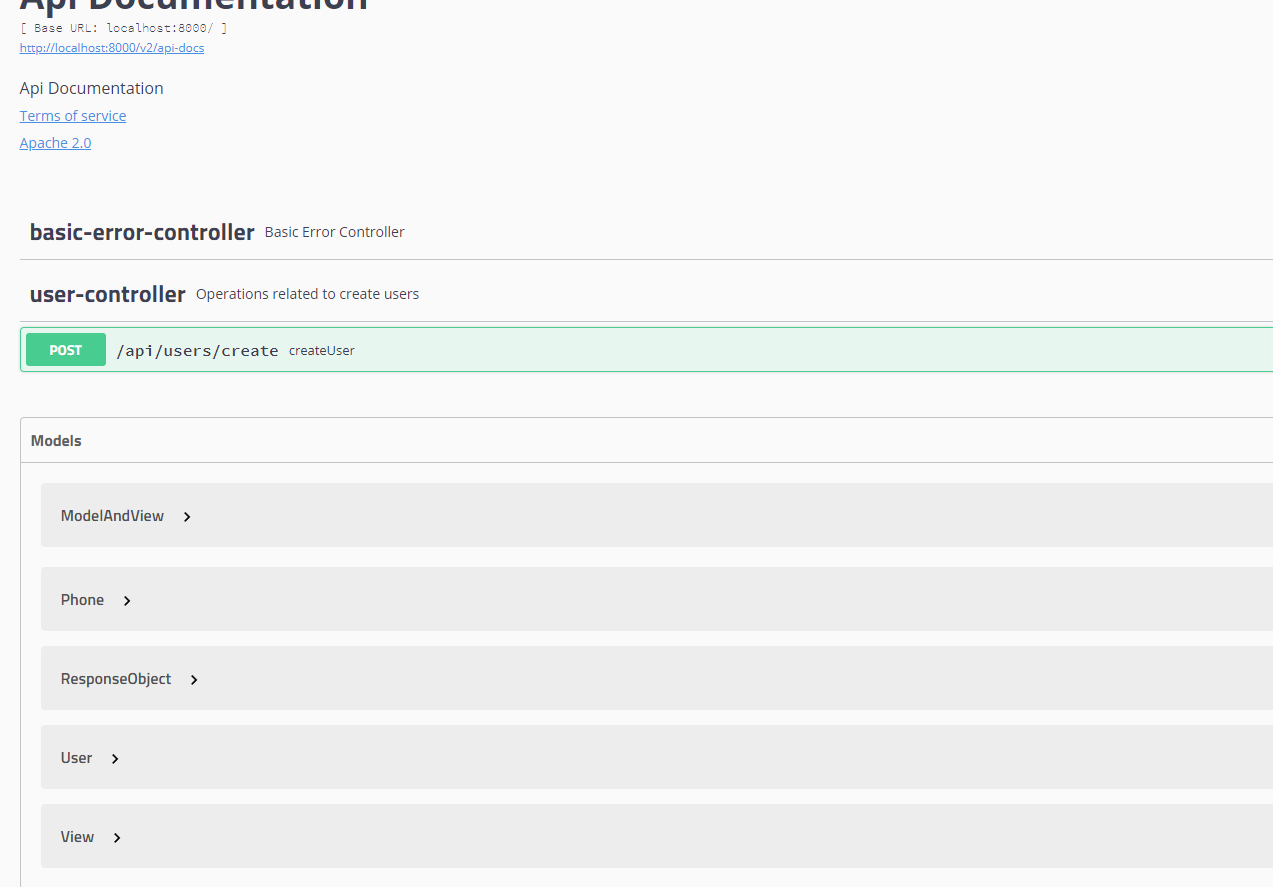 Api Documentation
[ Base URL: localhost:8000/ ]
http://localhost:8000/v2/api-docs
Api Documentation
Terms of service
Apache 2.0
basic-error-controller Basic Error Controller
user-controller Operations related to create users
POST /api/users/create createUser
Models
ModelAndView
Phone
ResponseObject
User
View